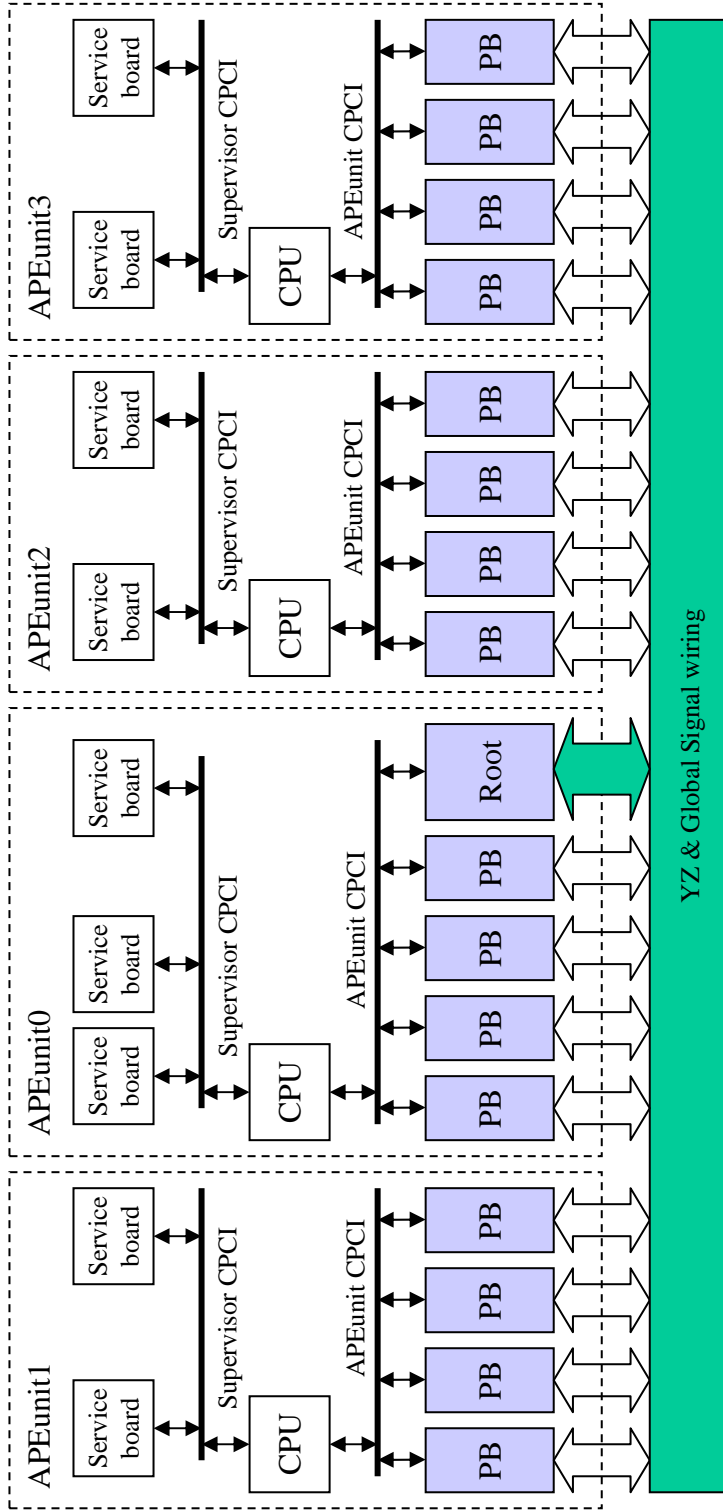 APEunit1
Service
board
Service
board
Supervisor CPCI
CPU
APEunit CPCI
PB
PB
PB
PB
APEunit0
Service
board
Service
board
Service
board
Supervisor CPCI
CPU
APEunit CPCI
PB
PB
PB
PB
Root
APEunit2
Service
board
Service
board
Supervisor CPCI
CPU
APEunit CPCI
PB
PB
PB
PB
APEunit3
Service
board
Service
board
Supervisor CPCI
CPU
APEunit CPCI
PB
PB
PB
PB
YZ & Global Signal wiring